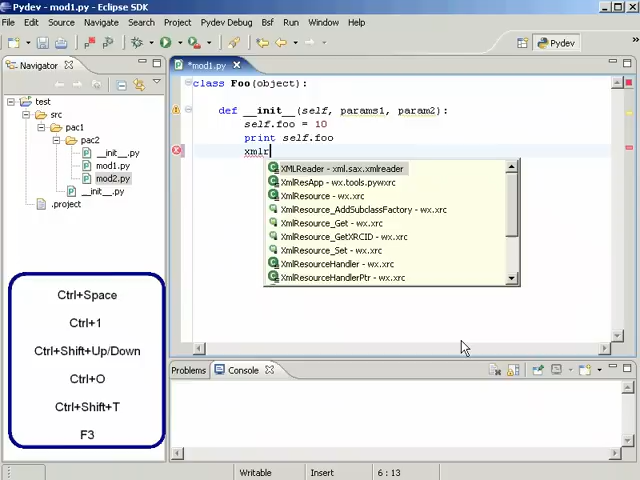 Pydev - mod1.py - Eclipse SDK
File Edit Source Navigate Search Project Pydev Debug Bsf Run Window Help
Pydev
Navigator
*mod1.py
test
src
pac1
pac2
__init__.py
mod1.py
mod2.py
__init__.py
.project
class Foo(object):
def __init__(self, params1, param2):
self.foo = 10
print self.foo
xmlr
XMLReader - xml.sax.xmlreader
XmlResApp - wx.tools.pywxrc
XmlResource - wx.xrc
XmlResource_AddSubclassFactory - wx.xrc
XmlResource_Get - wx.xrc
XmlResource_GetXRCID - wx.xrc
XmlResource_Set - wx.xrc
XmlResourceHandler - wx.xrc
XmlResourceHandlerPtr - wx.xrc
Ctrl+Space
Ctrl+1
Ctrl+Shift+Up/Down
Ctrl+O
Ctrl+Shift+T
F3
Problems Console
Writable Insert 6 : 13